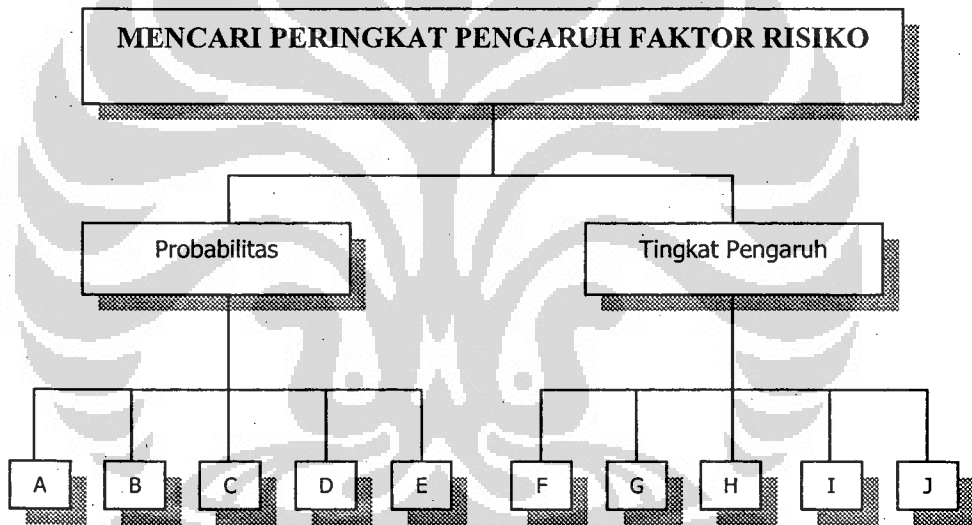 MENCARI PERINGKAT PENGARUH FAKTOR RISIKO
Probabilitas
Tingkat Pengaruh
A
B
C
D
E
F
G
H
I
J